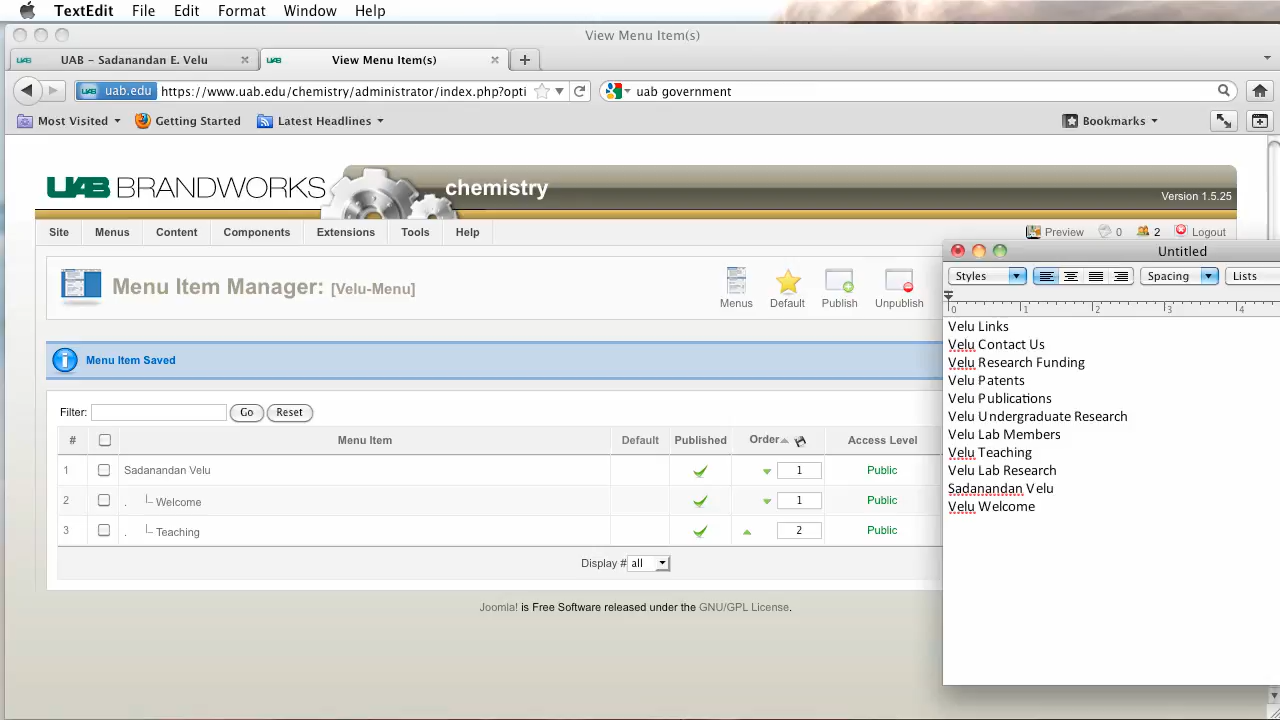 TextEdit File Edit Format Window Help
View Menu Item(s)
UAB - Sadanandan E. Velu
View Menu Item(s)
uab.edu https://www.uab.edu/chemistry/administrator/index.php?opti
uab government
Most Visited Getting Started Latest Headlines Bookmarks
UAB BRANDWORKS
chemistry
Version 1.5.25
Site Menus Content Components Extensions Tools Help
Preview 0 2 Logout
Menu Item Manager: [Velu-Menu]
Menus Default Publish Unpublish
Menu Item Saved
Filter: Go Reset
# Menu Item Default Published Order Access Level
1 Sadanandan Velu 1 Public
2 . Welcome 1 Public
3 . Teaching 2 Public
Display # all
Joomla! is Free Software released under the GNU/GPL License.
Untitled
Styles Spacing Lists
0 1 2 3 4
Velu Links
Velu Contact Us
Velu Research Funding
Velu Patents
Velu Publications
Velu Undergraduate Research
Velu Lab Members
Velu Teaching
Velu Lab Research
Sadanandan Velu
Velu Welcome